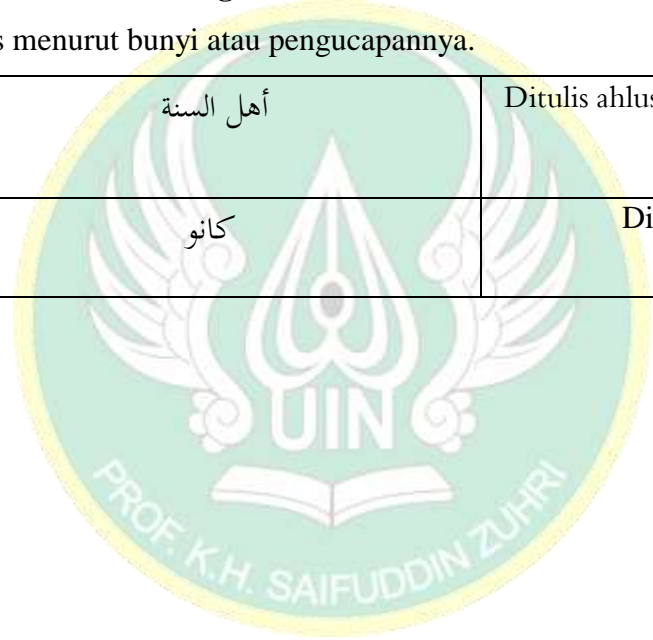 s menurut bunyi atau pengucapannya.
أهل السنة Ditulis ahlus
كانو Di
UIN
PROF. K.H. SAIFUDDIN ZUHRI